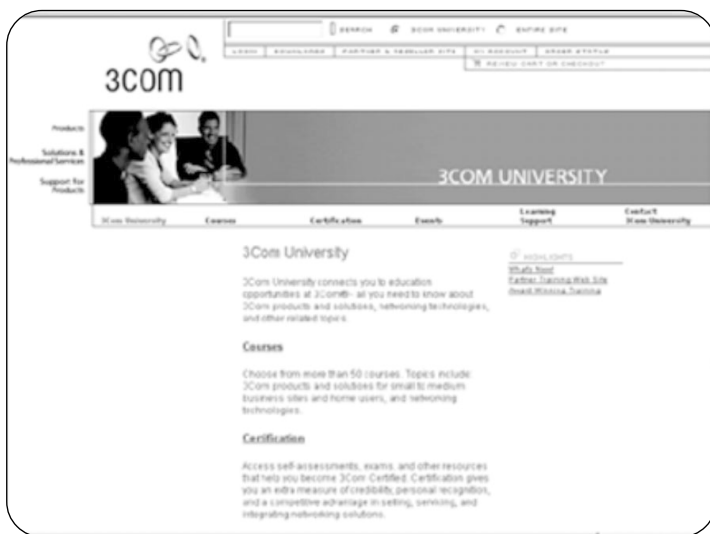 SEARCH 3COM UNIVERSITY ENTIRE SITE
LOGIN DOWNLOADS PARTNER & RESELLER SITE MY ACCOUNT ORDER STATUS
REVIEW CART OR CHECKOUT
3COM
Products
Solutions &
Professional Services
Support for
Products
3COM UNIVERSITY
3Com University Courses Certification Events Learning Support Contact 3Com University
3Com University
HIGHLIGHTS
What's New!
Partner Training Web Site
Award Winning Training
3Com University connects you to education
opportunities at 3Com®- all you need to know about
3Com products and solutions, networking technologies,
and other related topics.
Courses
Choose from more than 50 courses. Topics include:
3Com products and solutions for small to medium
business sites and home users, and networking
technologies.
Certification
Access self-assessments, exams, and other resources
that help you become 3Com Certified. Certification gives
you an extra measure of credibility, personal recognition,
and a competitive advantage in selling, servicing, and
integrating networking solutions.